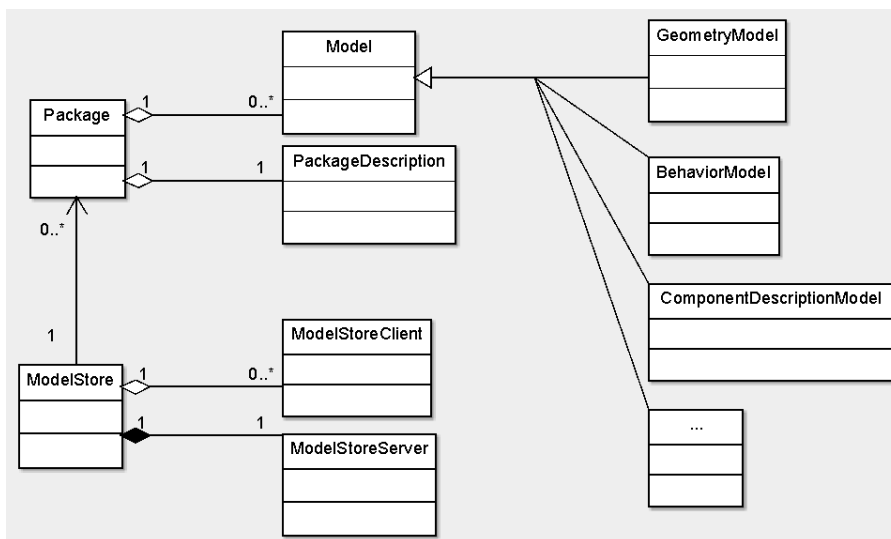 Model
GeometryModel
Package
1
0..*
PackageDescription
1
1
BehaviorModel
0..*
1
ComponentDescriptionModel
ModelStoreClient
ModelStore
1
0..*
...
1
1
ModelStoreServer